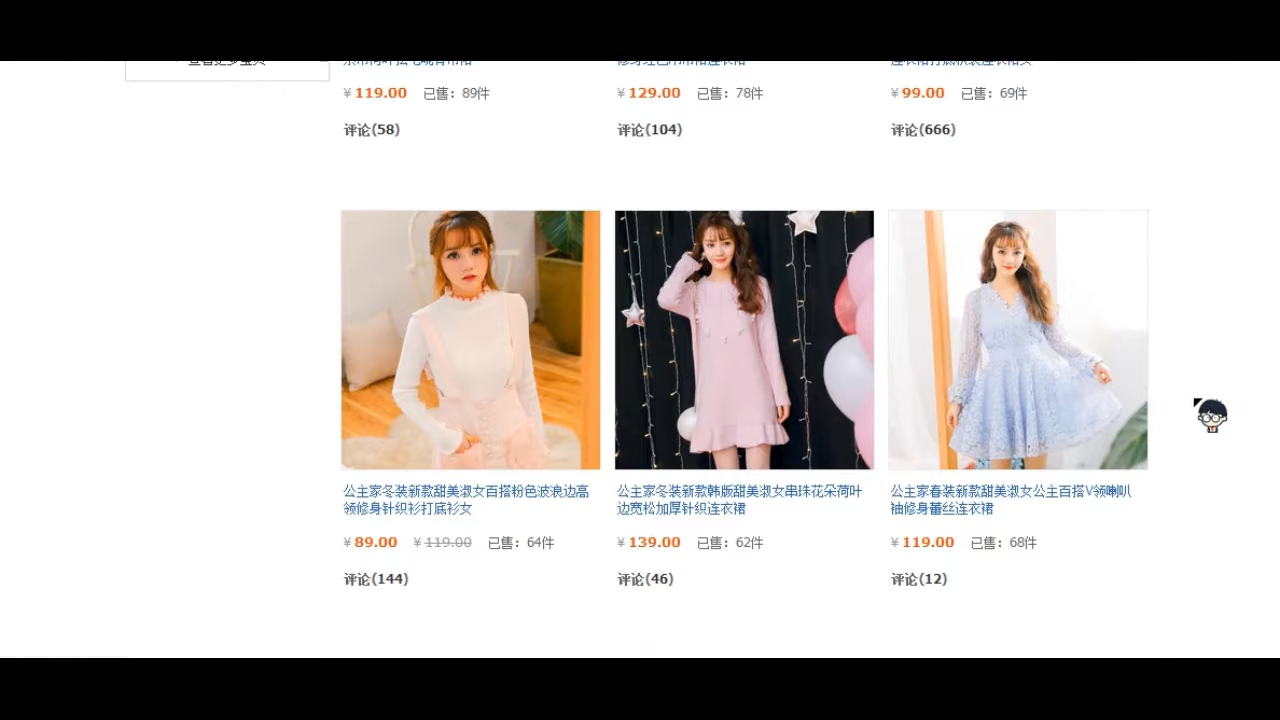 ¥ 119.00 已售：89件
¥ 129.00 已售：78件
¥ 99.00 已售：69件
评论(58)
评论(104)
评论(666)
公主家冬装新款甜美淑女百搭粉色波浪边高
领修身针织衫打底衫女
¥ 89.00 ¥ 119.00 已售：64件
评论(144)
公主家冬装新款韩版甜美淑女串珠花朵荷叶
边宽松加厚针织连衣裙
¥ 139.00 已售：62件
评论(46)
公主家春装新款甜美淑女公主百搭V领喇叭
袖修身蕾丝连衣裙
¥ 119.00 已售：68件
评论(12)